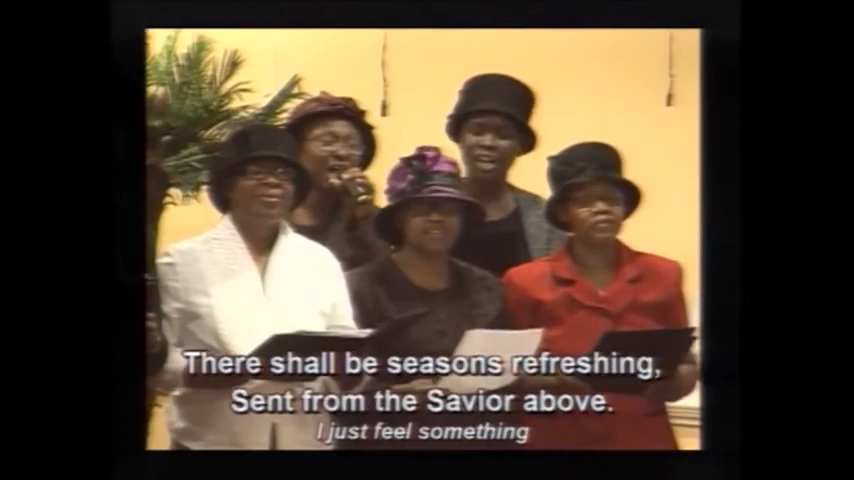 There shall be seasons refreshing,
Sent from the Savior above.
I just feel something